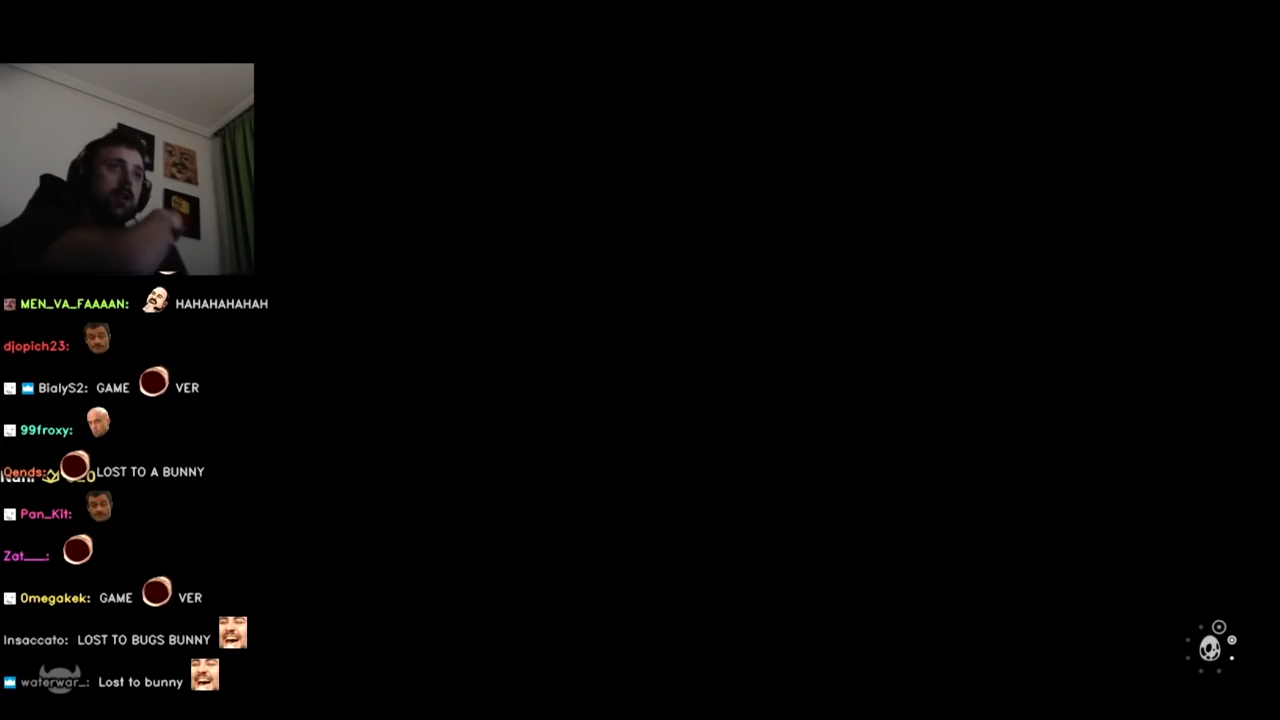 MEN_VA_FAAAAN: HAHAHAHAHAH
djopich23:
BialyS2: GAME VER
99froxy:
Qends: LOST TO A BUNNY
Pan_Kit:
Zat___:
0megakek: GAME VER
Insaccato: LOST TO BUGS BUNNY
waterwar_: Lost to bunny